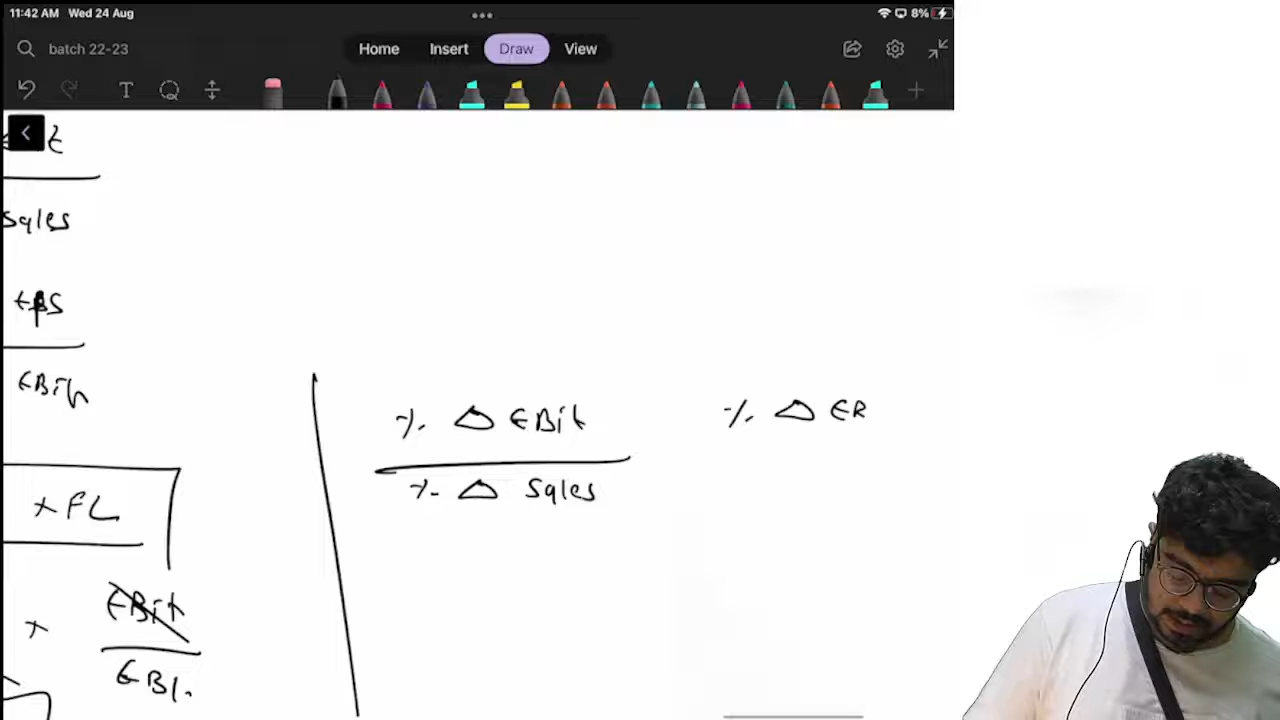 11:42 AM Wed 24 Aug
8%
batch 22-23
Home Insert Draw View
T
Sales
EPS
EBit
x FL
x EBit
% Δ EBit
% Δ Sales
% Δ ER